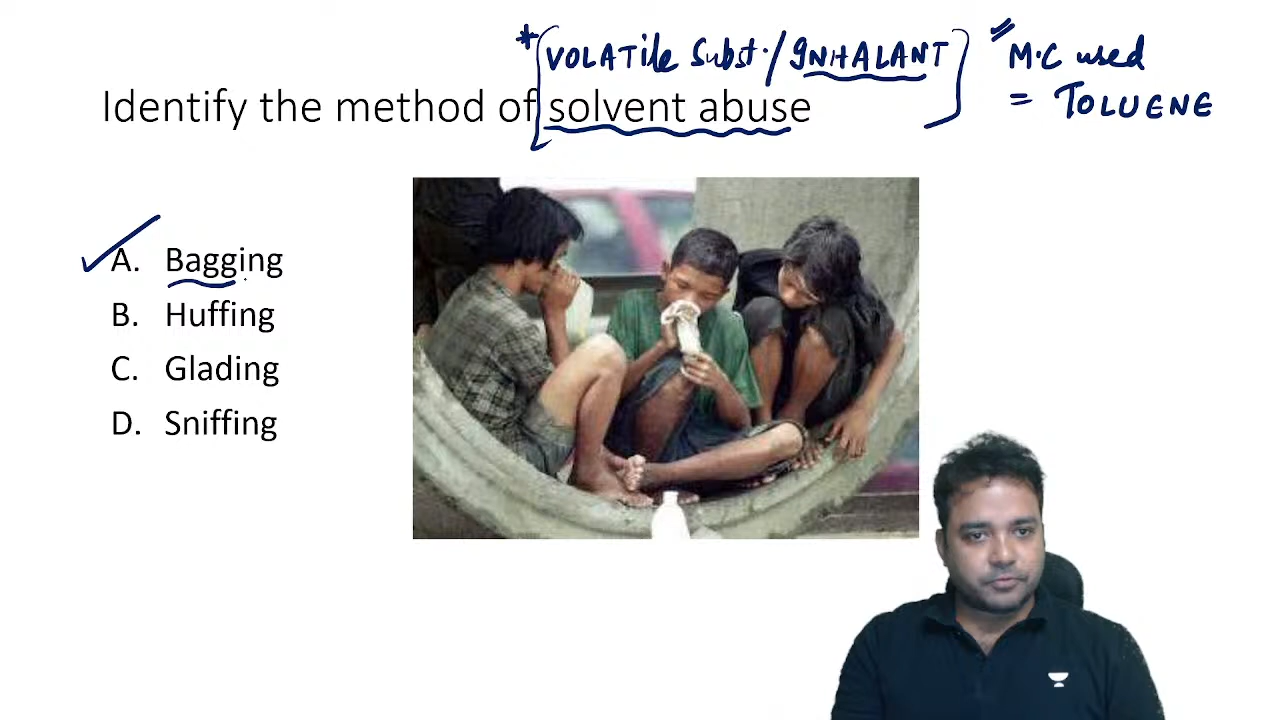 * [VOLATile Subst./INHALANT] M.C used
= TOLUENE
Identify the method of solvent abuse
A. Bagging
B. Huffing
C. Glading
D. Sniffing